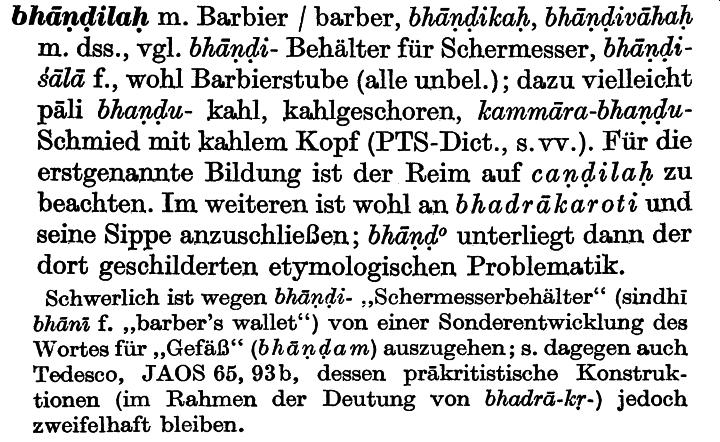 bhāṇḍilaḥ m. Barbier / barber, bhāṇḍikaḥ, bhāṇḍivāhaḥ
m. dss., vgl. bhāṇḍi- Behälter für Schermesser, bhāṇḍi-
śālā f., wohl Barbierstube (alle unbel.); dazu vielleicht
pāli bhaṇḍu- kahl, kahlgeschoren, kammāra-bhaṇḍu-
Schmied mit kahlem Kopf (PTS-Dict., s. vv.). Für die
erstgenannte Bildung ist der Reim auf caṇḍilaḥ zu
beachten. Im weiteren ist wohl an bhadrākaroti und
seine Sippe anzuschließen; bhāṇḍ° unterliegt dann der
dort geschilderten etymologischen Problematik.
Schwerlich ist wegen bhāṇḍi- „Schermesserbehälter“ (sindhī
bhānī f. „barber's wallet“) von einer Sonderentwicklung des
Wortes für „Gefäß“ (bhāṇḍam) auszugehen; s. dagegen auch
Tedesco, JAOS 65, 93b, dessen präkritistische Konstruk-
tionen (im Rahmen der Deutung von bhadrā-kṛ-) jedoch
zweifelhaft bleiben.